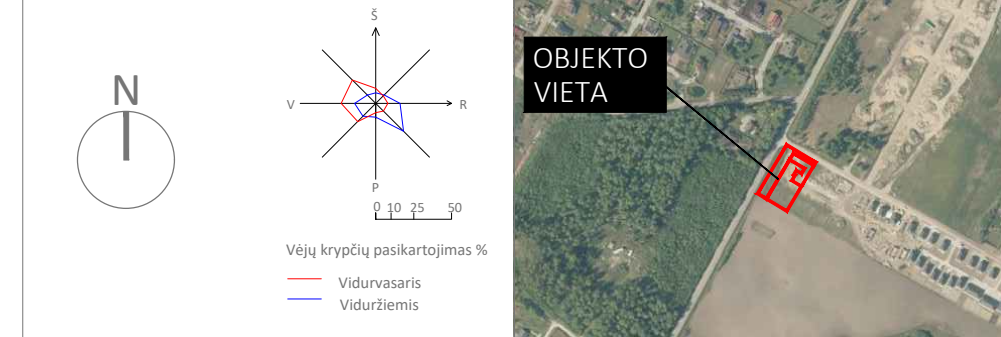 N
Š
V
R
P
0 10 25 50
Vėjų krypčių pasikartojimas %
Vidurvasaris
Viduržiemis
OBJEKTO
VIETA